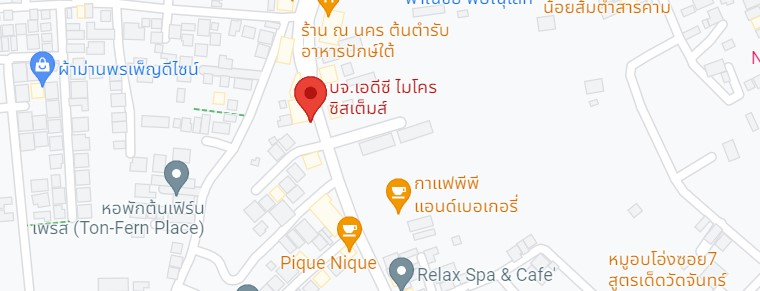 น้อยส้มตำสารคาม
ร้าน ณ นคร ต้นตำรับ
อาหารปักษ์ใต้
ผ้าม่านพรเพ็ญดีไซน์
บจ.เอดีซี ไมโคร
ซิสเต็มส์
หอพักต้นเฟิร์น
เพรส (Ton-Fern Place)
กาแฟพีพี
แอนด์เบอเกอรี่
Pique Nique
Relax Spa & Cafe'
หมูอบโอ่งซอย7
สูตรเด็ดวัดจันทร์